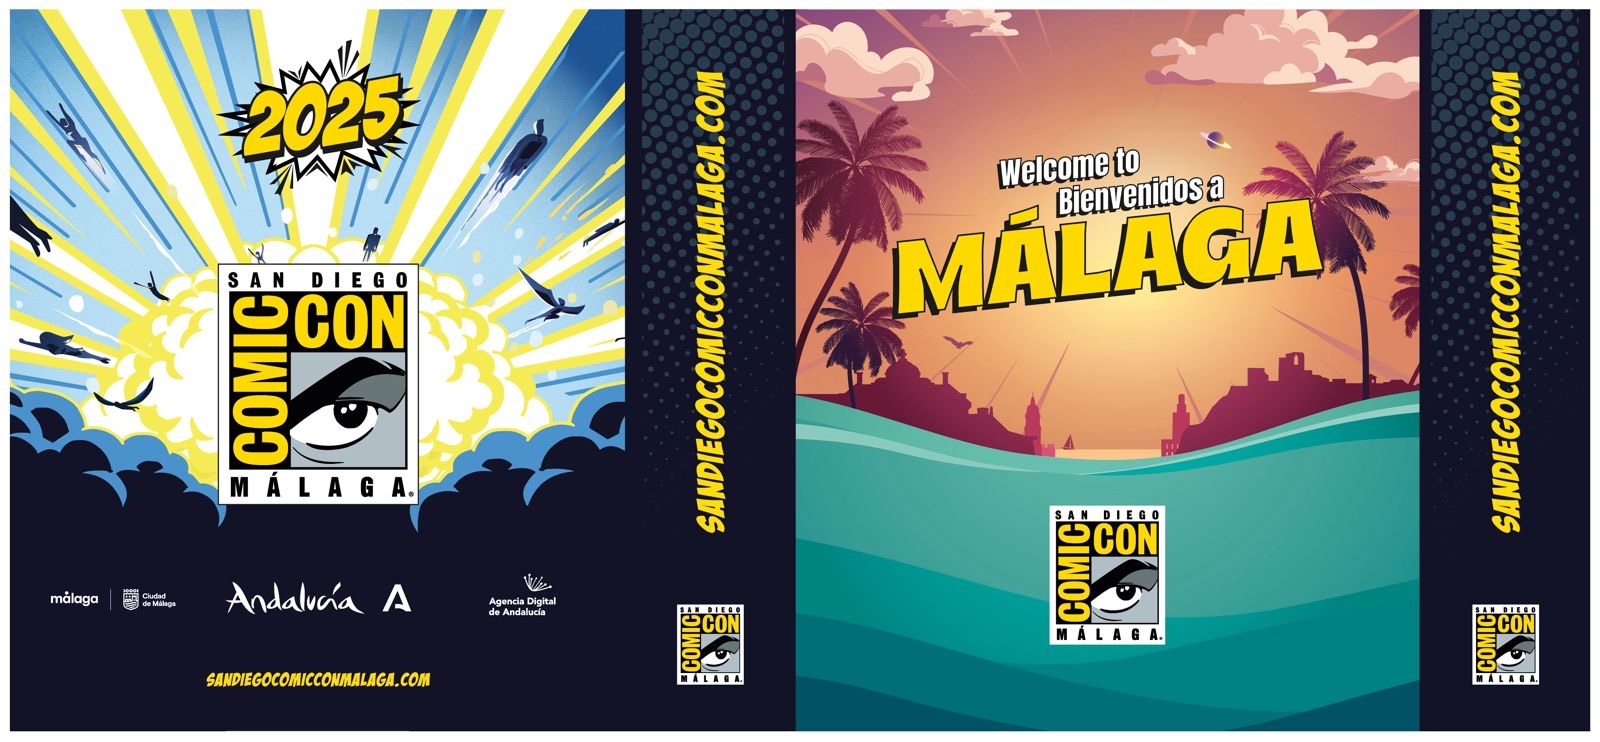 2025
SAN DIEGO
COMIC
CON
MÁLAGA®
málaga
Ciudad
de Málaga
Andalucía
Agencia Digital
de Andalucía
SANDIEGOCOMICCONMALAGA.COM
SANDIEGOCOMICCONMALAGA.COM
SAN DIEGO
COMIC
CON
MÁLAGA.
Welcome to
Bienvenidos a
MÁLAGA
SAN DIEGO
COMIC
CON
MÁLAGA.
SANDIEGOCOMICCONMALAGA.COM
SAN DIEGO
COMIC
CON
MÁLAGA.